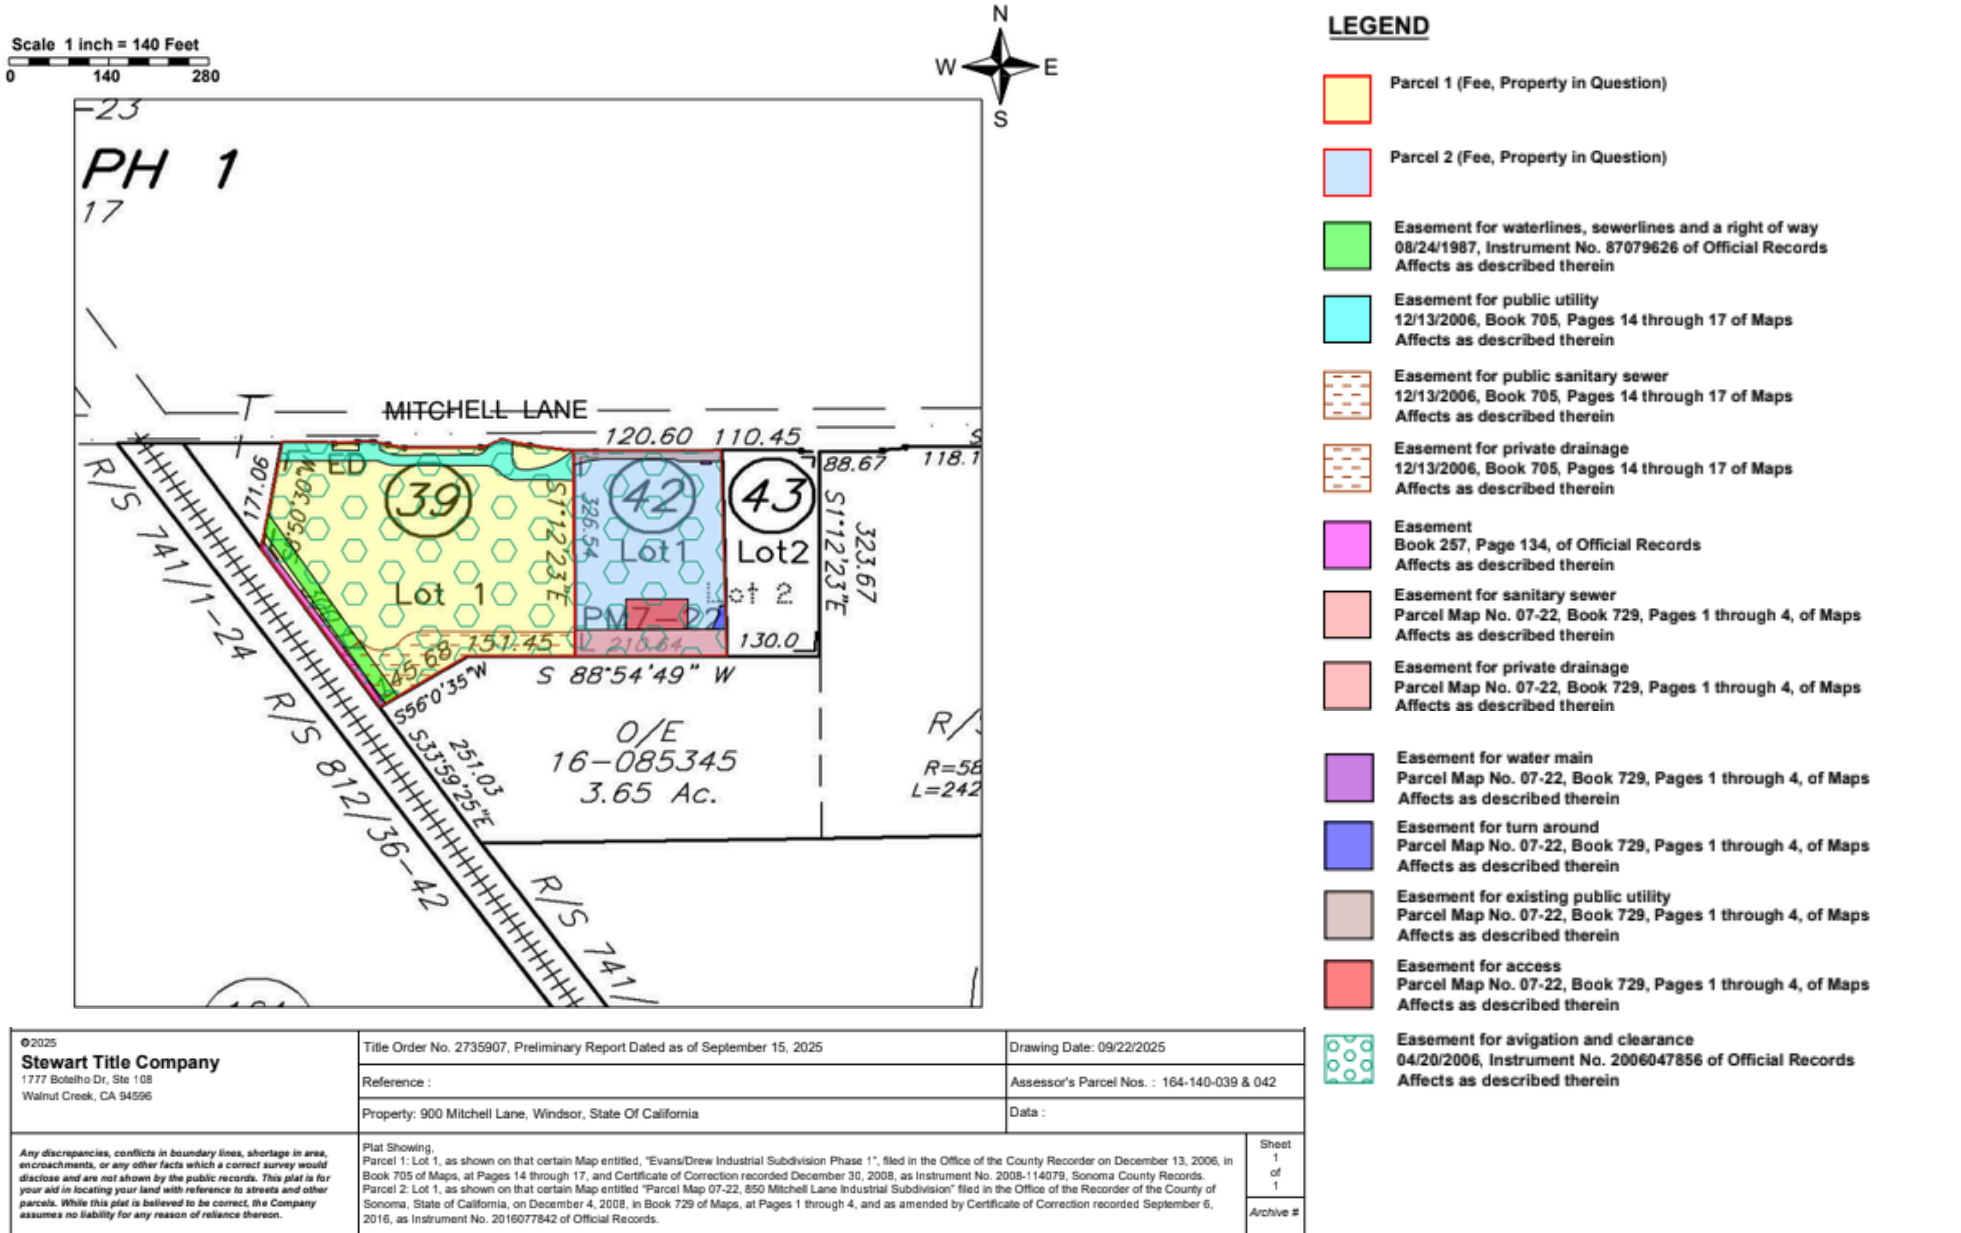 Scale 1 inch = 140 Feet
0 140 280
N
W E
S
-23
PH 1
17
MITCHELL LANE
120.60 110.45
88.67 118.1
171.06
ED
39
42
43
Lot 1
Lot1
Lot2
Lot 2
S1°12'23"E
326.54
S1°12'23"E
323.67
PM7-22
151.45
210.64
130.0
45.68
S56°0'35"W
S 88°54'49" W
R/S 741/1-24
R/S 812/36-42
251.03
S33°59'25"E
O/E
16-085345
3.65 Ac.
R/S
R=58
L=242
R/S 741/
LEGEND
Parcel 1 (Fee, Property in Question)
Parcel 2 (Fee, Property in Question)
Easement for waterlines, sewerlines and a right of way
08/24/1987, Instrument No. 87079626 of Official Records
Affects as described therein
Easement for public utility
12/13/2006, Book 705, Pages 14 through 17 of Maps
Affects as described therein
Easement for public sanitary sewer
12/13/2006, Book 705, Pages 14 through 17 of Maps
Affects as described therein
Easement for private drainage
12/13/2006, Book 705, Pages 14 through 17 of Maps
Affects as described therein
Easement
Book 257, Page 134, of Official Records
Affects as described therein
Easement for sanitary sewer
Parcel Map No. 07-22, Book 729, Pages 1 through 4, of Maps
Affects as described therein
Easement for private drainage
Parcel Map No. 07-22, Book 729, Pages 1 through 4, of Maps
Affects as described therein
Easement for water main
Parcel Map No. 07-22, Book 729, Pages 1 through 4, of Maps
Affects as described therein
Easement for turn around
Parcel Map No. 07-22, Book 729, Pages 1 through 4, of Maps
Affects as described therein
Easement for existing public utility
Parcel Map No. 07-22, Book 729, Pages 1 through 4, of Maps
Affects as described therein
Easement for access
Parcel Map No. 07-22, Book 729, Pages 1 through 4, of Maps
Affects as described therein
Easement for avigation and clearance
04/20/2006, Instrument No. 2006047856 of Official Records
Affects as described therein
©2025
Stewart Title Company
1777 Botelho Dr, Ste 108
Walnut Creek, CA 94596
Title Order No. 2735907, Preliminary Report Dated as of September 15, 2025
Drawing Date: 09/22/2025
Reference :
Assessor's Parcel Nos. : 164-140-039 & 042
Property: 900 Mitchell Lane, Windsor, State Of California
Data :
Any discrepancies, conflicts in boundary lines, shortage in area,
encroachments, or any other facts which a correct survey would
disclose and are not shown by the public records. This plat is for
your aid in locating your land with reference to streets and other
parcels. While this plat is believed to be correct, the Company
assumes no liability for any reason of reliance thereon.
Plat Showing,
Parcel 1: Lot 1, as shown on that certain Map entitled, "Evans/Drew Industrial Subdivision Phase 1", filed in the Office of the County Recorder on December 13, 2006, in
Book 705 of Maps, at Pages 14 through 17, and Certificate of Correction recorded December 30, 2008, as Instrument No. 2008-114079, Sonoma County Records.
Parcel 2: Lot 1, as shown on that certain Map entitled "Parcel Map 07-22, 850 Mitchell Lane Industrial Subdivision" filed in the Office of the Recorder of the County of
Sonoma, State of California, on December 4, 2008, in Book 729 of Maps, at Pages 1 through 4, and as amended by Certificate of Correction recorded September 6,
2016, as Instrument No. 2016077842 of Official Records.
Sheet
1
of
1
Archive #